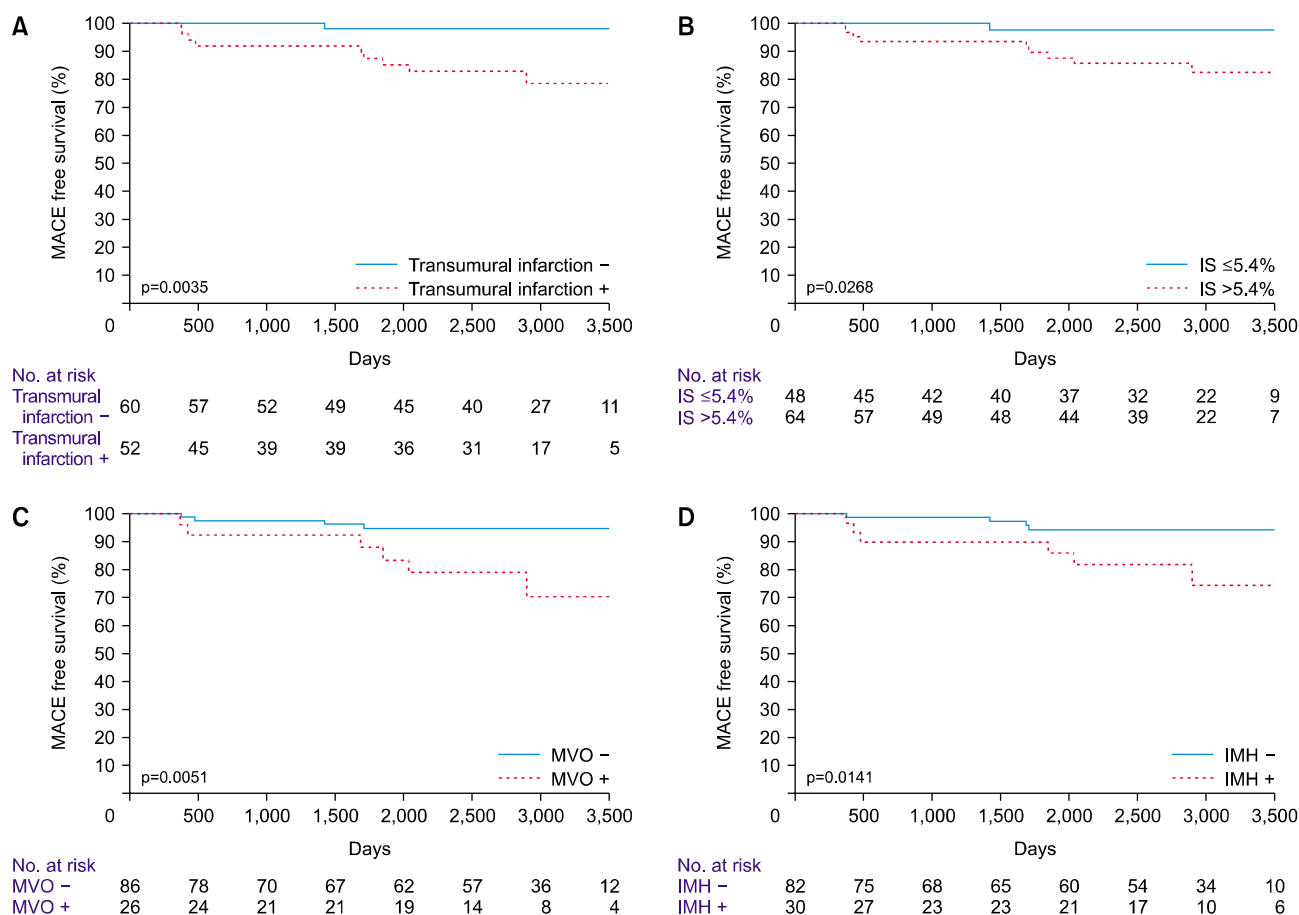 A
MACE free survival (%)
100
90
80
70
60
50
40
30
20
10
Transumural infarction −
Transumural infarction +
p=0.0035
0 500 1,000 1,500 2,000 2,500 3,000 3,500
Days
No. at risk
Transmural
infarction − 60 57 52 49 45 40 27 11
Transmural
infarction + 52 45 39 39 36 31 17 5
B
MACE free survival (%)
100
90
80
70
60
50
40
30
20
10
IS ≤5.4%
IS >5.4%
p=0.0268
0 500 1,000 1,500 2,000 2,500 3,000 3,500
Days
No. at risk
IS ≤5.4% 48 45 42 40 37 32 22 9
IS >5.4% 64 57 49 48 44 39 22 7
C
MACE free survival (%)
100
90
80
70
60
50
40
30
20
10
MVO −
MVO +
p=0.0051
0 500 1,000 1,500 2,000 2,500 3,000 3,500
Days
No. at risk
MVO − 86 78 70 67 62 57 36 12
MVO + 26 24 21 21 19 14 8 4
D
MACE free survival (%)
100
90
80
70
60
50
40
30
20
10
IMH −
IMH +
p=0.0141
0 500 1,000 1,500 2,000 2,500 3,000 3,500
Days
No. at risk
IMH − 82 75 68 65 60 54 34 10
IMH + 30 27 23 23 21 17 10 6